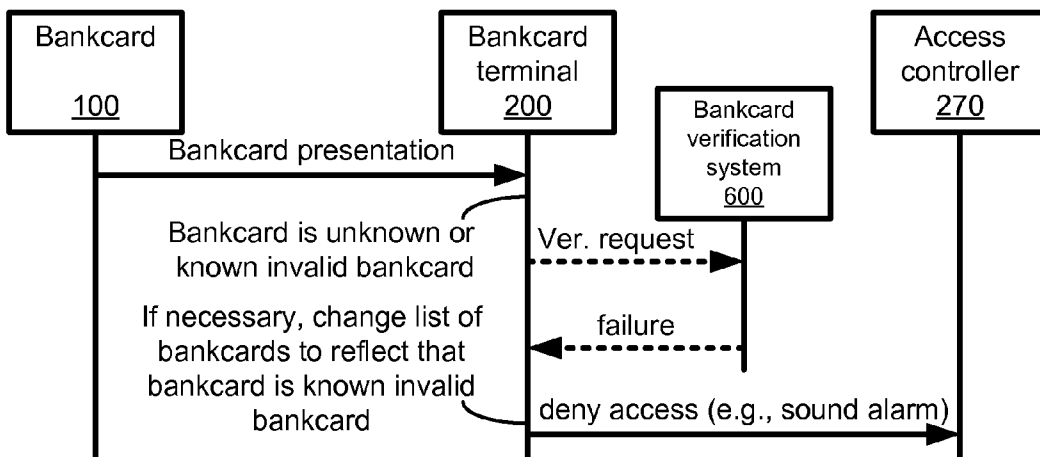 Bankcard
100
Bankcard
terminal
200
Bankcard
verification
system
600
Access
controller
270
Bankcard presentation
Bankcard is unknown or
known invalid bankcard
Ver. request
failure
If necessary, change list of
bankcards to reflect that
bankcard is known invalid
bankcard
deny access (e.g., sound alarm)